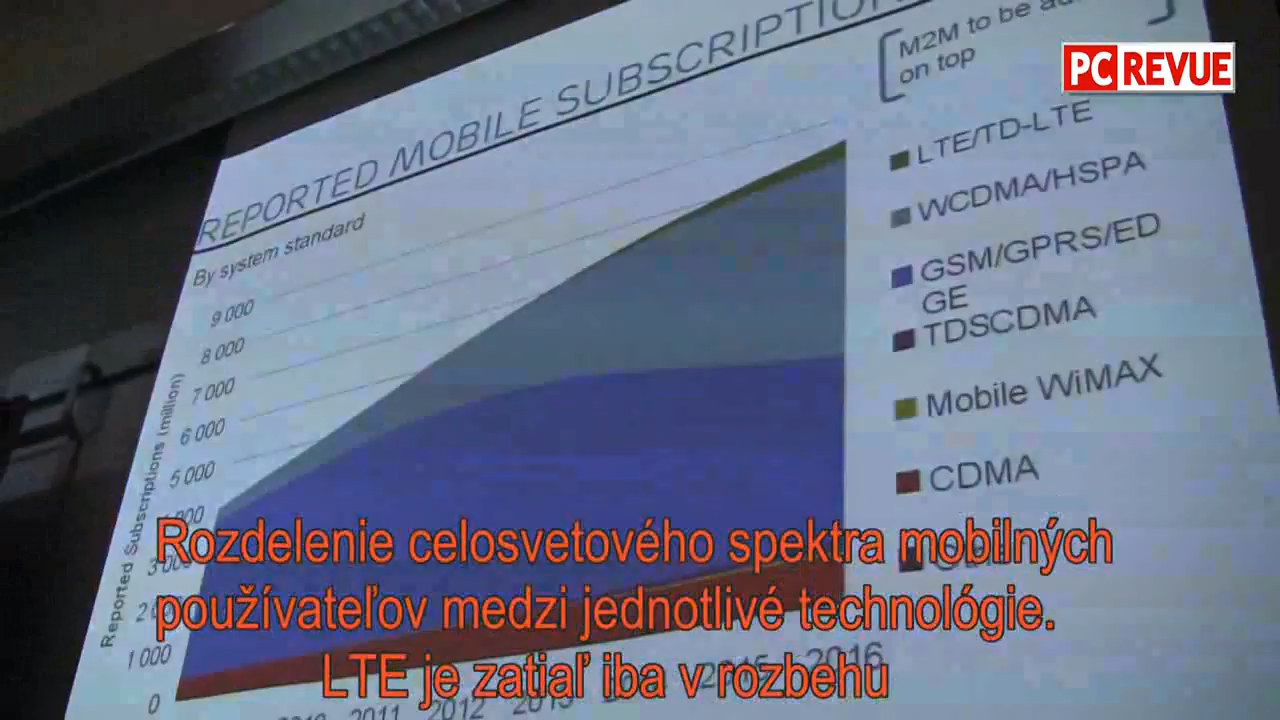 PC REVUE
REPORTED MOBILE SUBSCRIPTION
M2M to be
on top
By system standard
LTE/TD-LTE
WCDMA/HSPA
GSM/GPRS/ED
GE
TDSCDMA
Mobile WiMAX
CDMA
Reported Subscriptions (million)
9 000
8 000
7 000
6 000
5 000
1 000
0
2011
2012
2013
2015
2016
Rozdelenie celosvetového spektra mobilných
používateľov medzi jednotlivé technológie.
LTE je zatiaľ iba v rozbehu